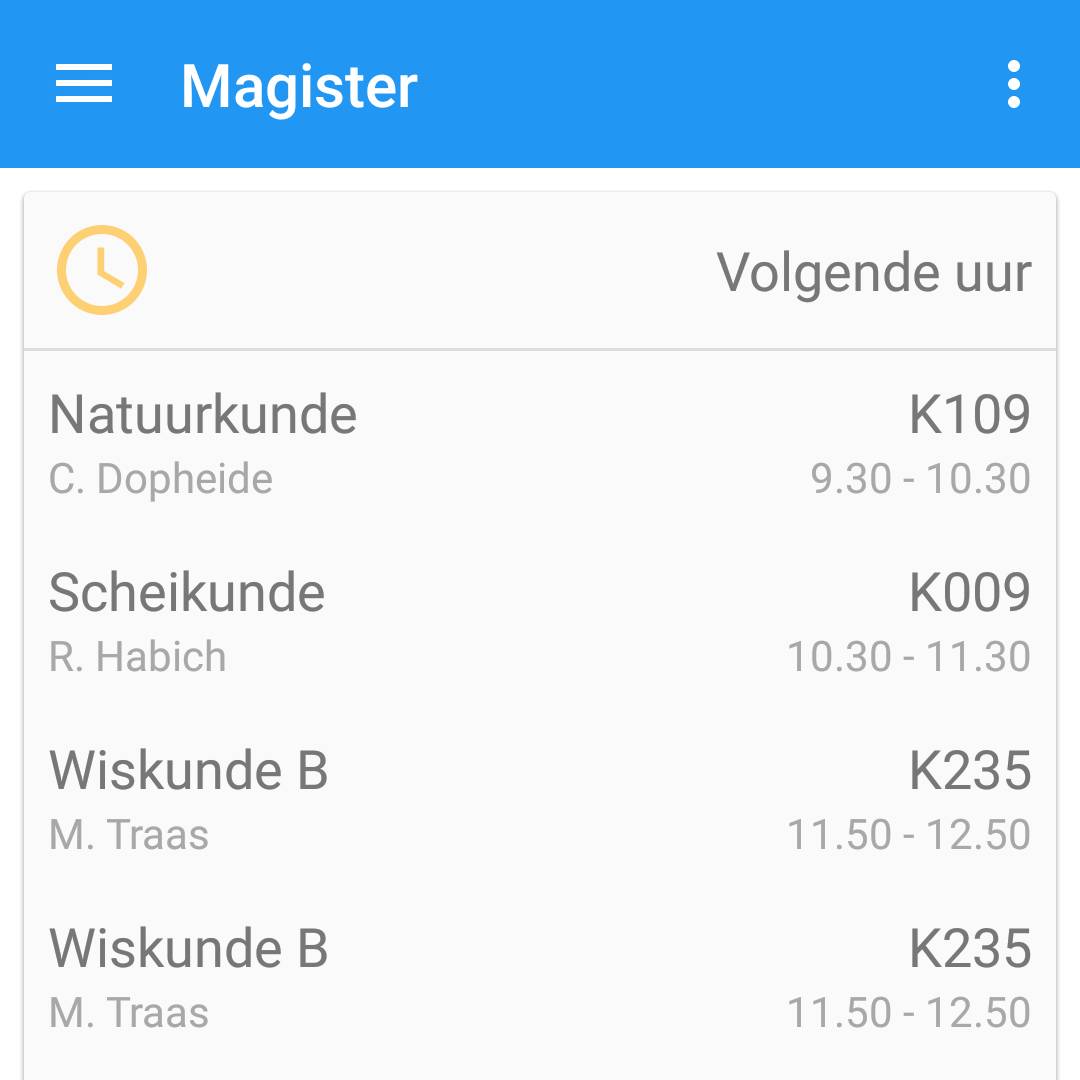 Magister
Volgende uur
Natuurkunde K109
C. Dopheide 9.30 - 10.30
Scheikunde K009
R. Habich 10.30 - 11.30
Wiskunde B K235
M. Traas 11.50 - 12.50
Wiskunde B K235
M. Traas 11.50 - 12.50